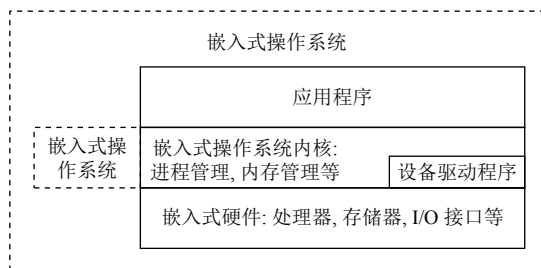 嵌入式操作系统
应用程序
嵌入式操
作系统
嵌入式操作系统内核:
进程管理, 内存管理等
设备驱动程序
嵌入式硬件: 处理器, 存储器, I/O 接口等